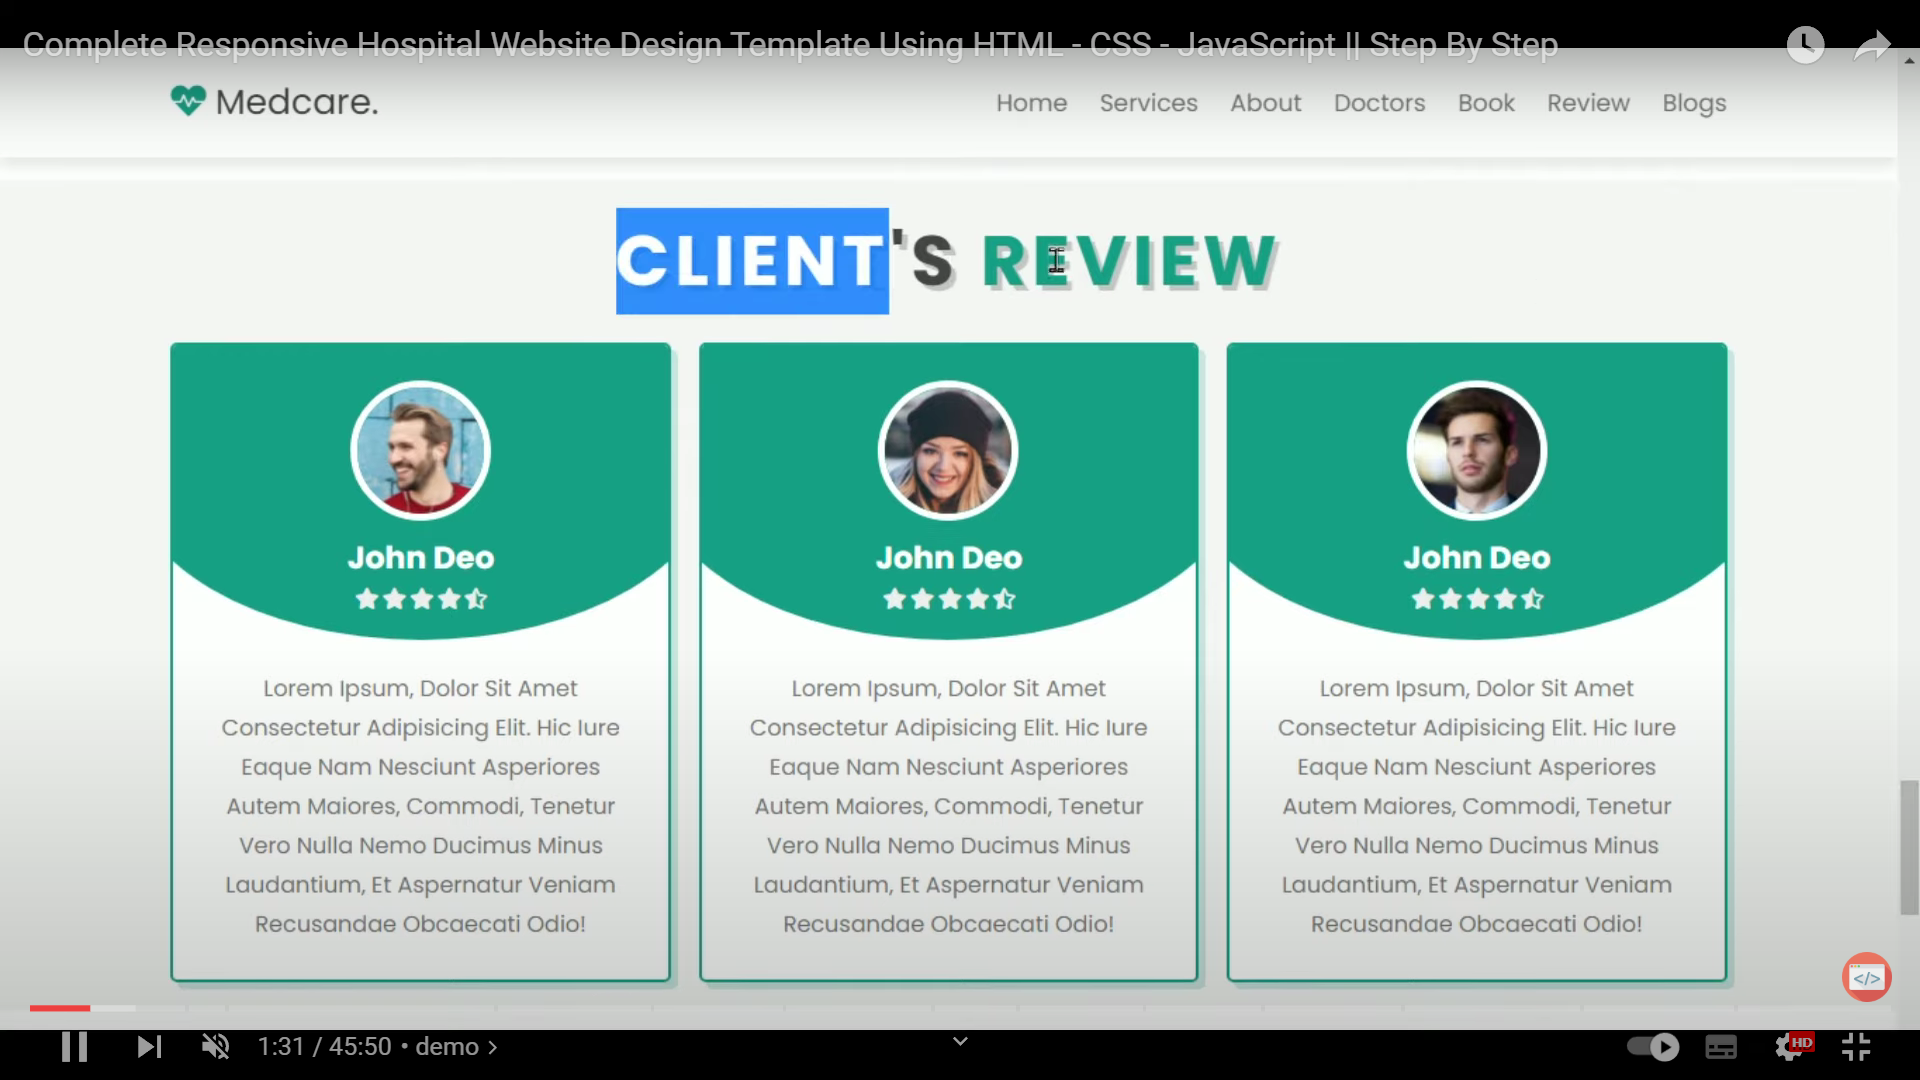 Complete Responsive Hospital Website Design Template Using HTML - CSS - JavaScript || Step By Step
Medcare. Home Services About Doctors Book Review Blogs
CLIENT'S REVIEW
John Deo
Lorem Ipsum, Dolor Sit Amet
Consectetur Adipisicing Elit. Hic Iure
Eaque Nam Nesciunt Asperiores
Autem Maiores, Commodi, Tenetur
Vero Nulla Nemo Ducimus Minus
Laudantium, Et Aspernatur Veniam
Recusandae Obcaecati Odio!
John Deo
Lorem Ipsum, Dolor Sit Amet
Consectetur Adipisicing Elit. Hic Iure
Eaque Nam Nesciunt Asperiores
Autem Maiores, Commodi, Tenetur
Vero Nulla Nemo Ducimus Minus
Laudantium, Et Aspernatur Veniam
Recusandae Obcaecati Odio!
John Deo
Lorem Ipsum, Dolor Sit Amet
Consectetur Adipisicing Elit. Hic Iure
Eaque Nam Nesciunt Asperiores
Autem Maiores, Commodi, Tenetur
Vero Nulla Nemo Ducimus Minus
Laudantium, Et Aspernatur Veniam
Recusandae Obcaecati Odio!
</>
1:31 / 45:50 • demo >
HD